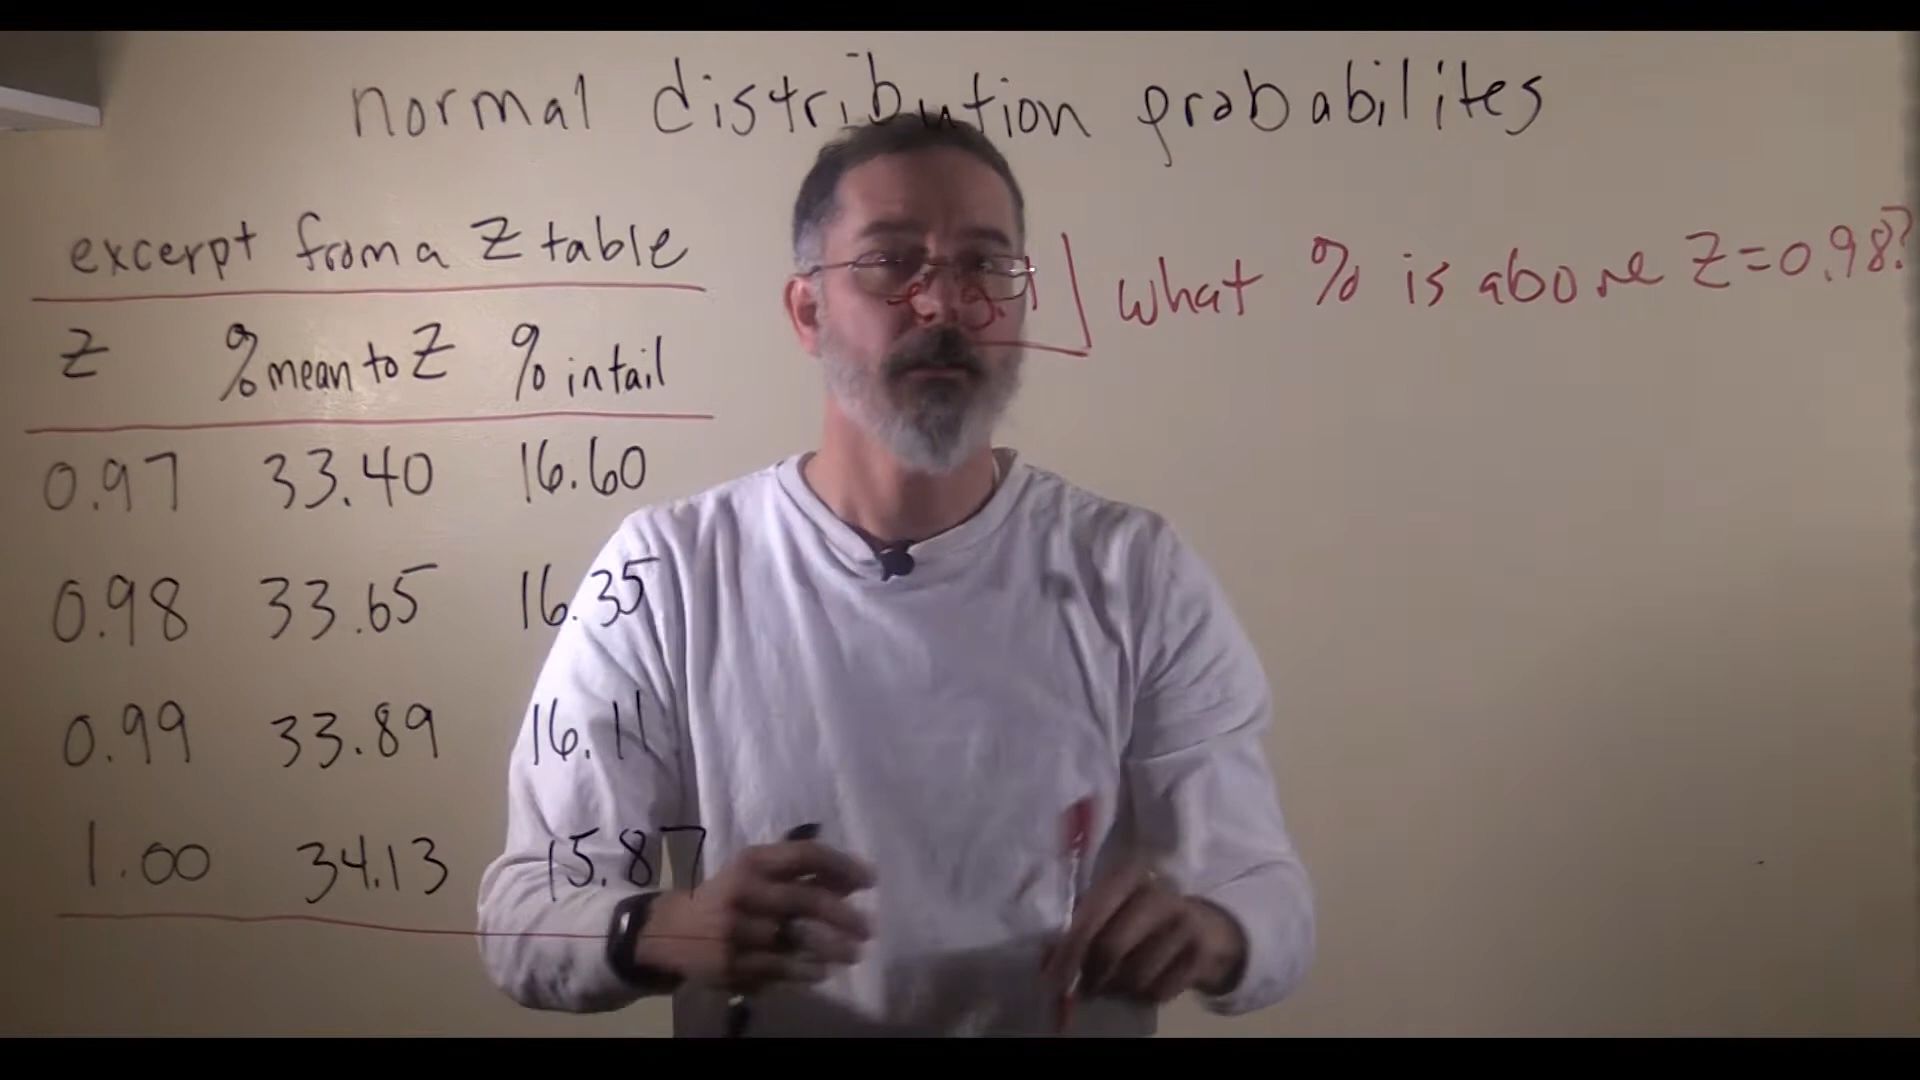 normal distribution probabilites
excerpt from a Z table
Z % mean to Z % in tail
0.97 33.40 16.60
0.98 33.65 16.35
0.99 33.89 16.11
1.00 34.13 15.87
e.g. 1 what % is above Z=0.98?